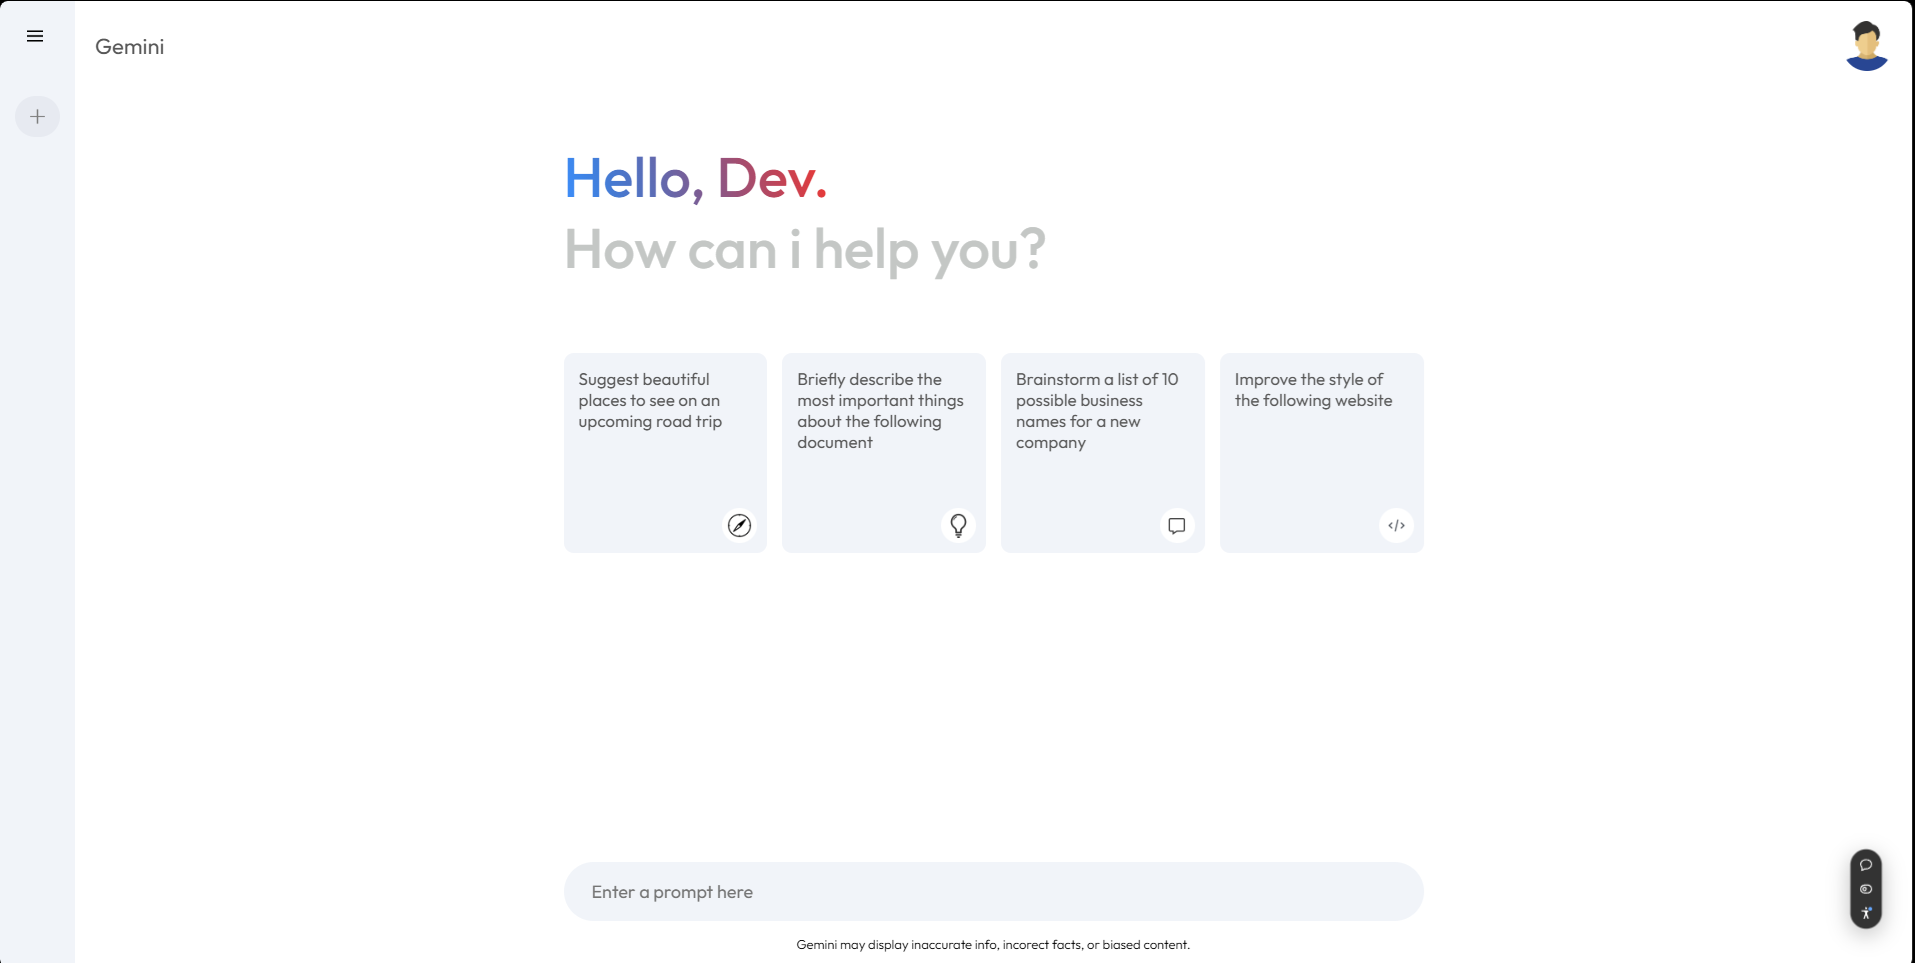 Gemini
Hello, Dev.
How can i help you?
Suggest beautiful
places to see on an
upcoming road trip
Briefly describe the
most important things
about the following
document
Brainstorm a list of 10
possible business
names for a new
company
Improve the style of
the following website
Enter a prompt here
Gemini may display inaccurate info, incorect facts, or biased content.